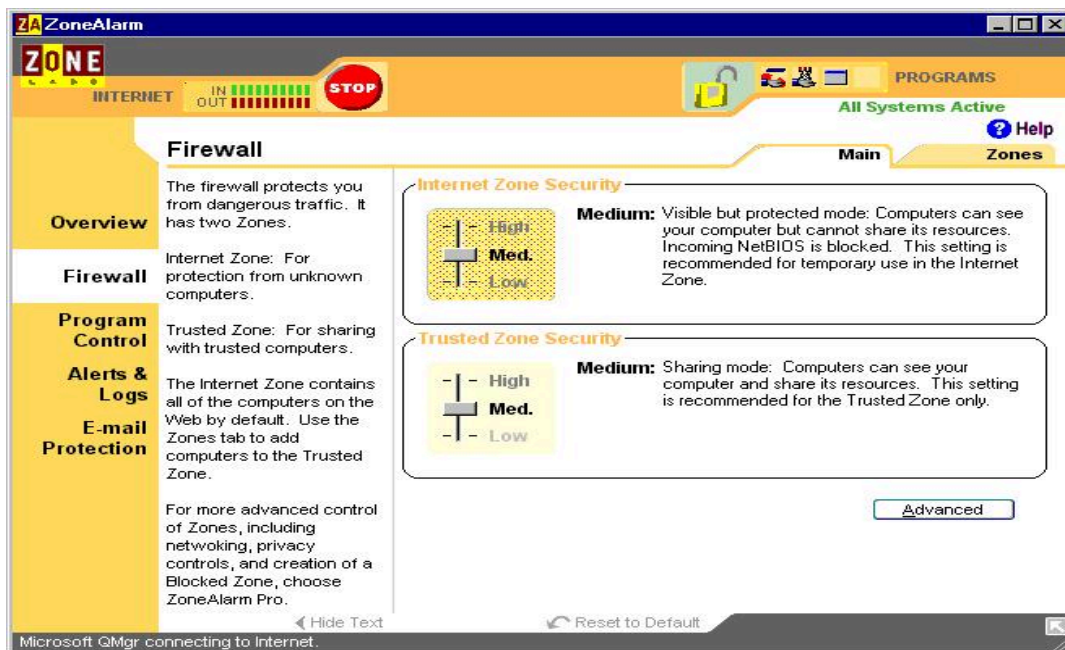 ZA ZoneAlarm
ZONE
LABS
INTERNET
IN
OUT
STOP
PROGRAMS
All Systems Active
? Help
Firewall
Main
Zones
Overview
Firewall
Program
Control
Alerts &
Logs
E-mail
Protection
The firewall protects you
from dangerous traffic. It
has two Zones.
Internet Zone: For
protection from unknown
computers.
Trusted Zone: For sharing
with trusted computers.
The Internet Zone contains
all of the computers on the
Web by default. Use the
Zones tab to add
computers to the Trusted
Zone.
For more advanced control
of Zones, including
netwoking, privacy
controls, and creation of a
Blocked Zone, choose
ZoneAlarm Pro.
Internet Zone Security
High
Med.
Low
Medium: Visible but protected mode: Computers can see
your computer but cannot share its resources.
Incoming NetBIOS is blocked. This setting is
recommended for temporary use in the Internet
Zone.
Trusted Zone Security
High
Med.
Low
Medium: Sharing mode: Computers can see your
computer and share its resources. This setting
is recommended for the Trusted Zone only.
Advanced
Hide Text
Reset to Default
Microsoft QMgr connecting to Internet.